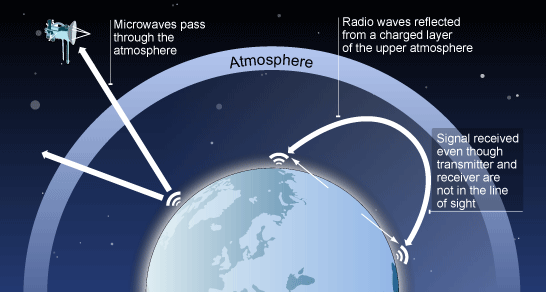 Microwaves pass
through the
atmosphere
Radio waves reflected
from a charged layer
of the upper atmosphere
Atmosphere
Signal received
even though
transmitter and
receiver are
not in the line
of sight